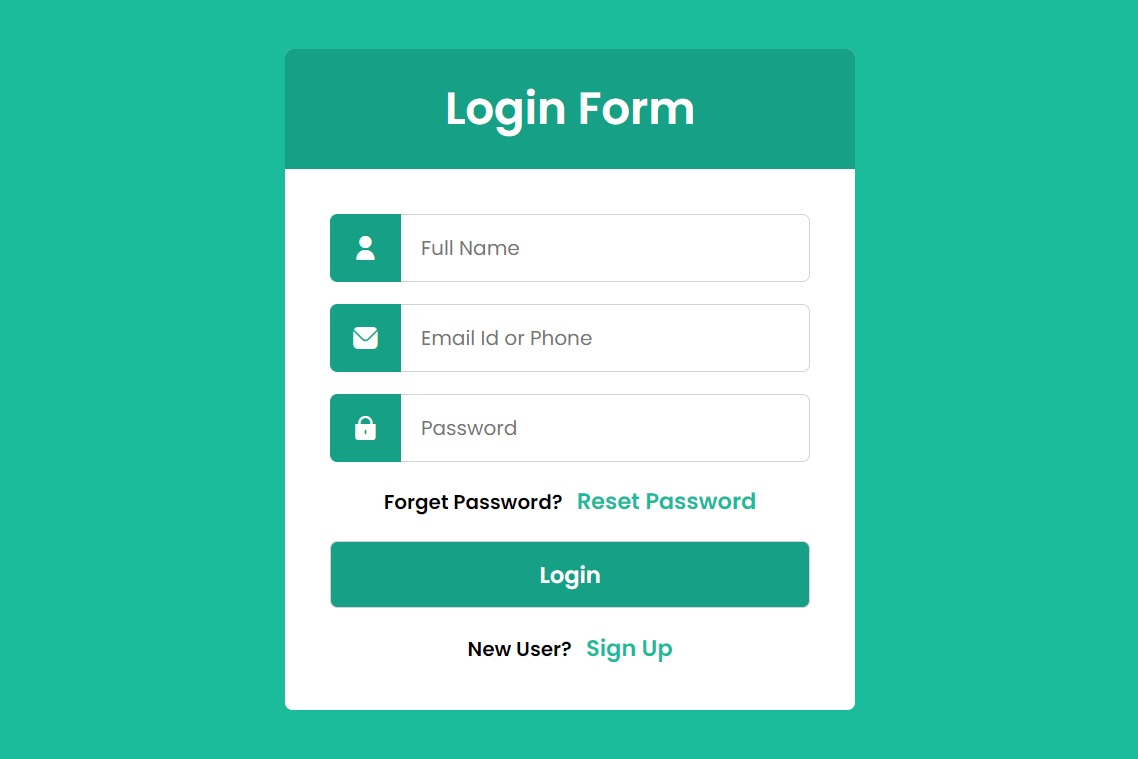 Login Form
Full Name
Email Id or Phone
Password
Forget Password? Reset Password
Login
New User? Sign Up